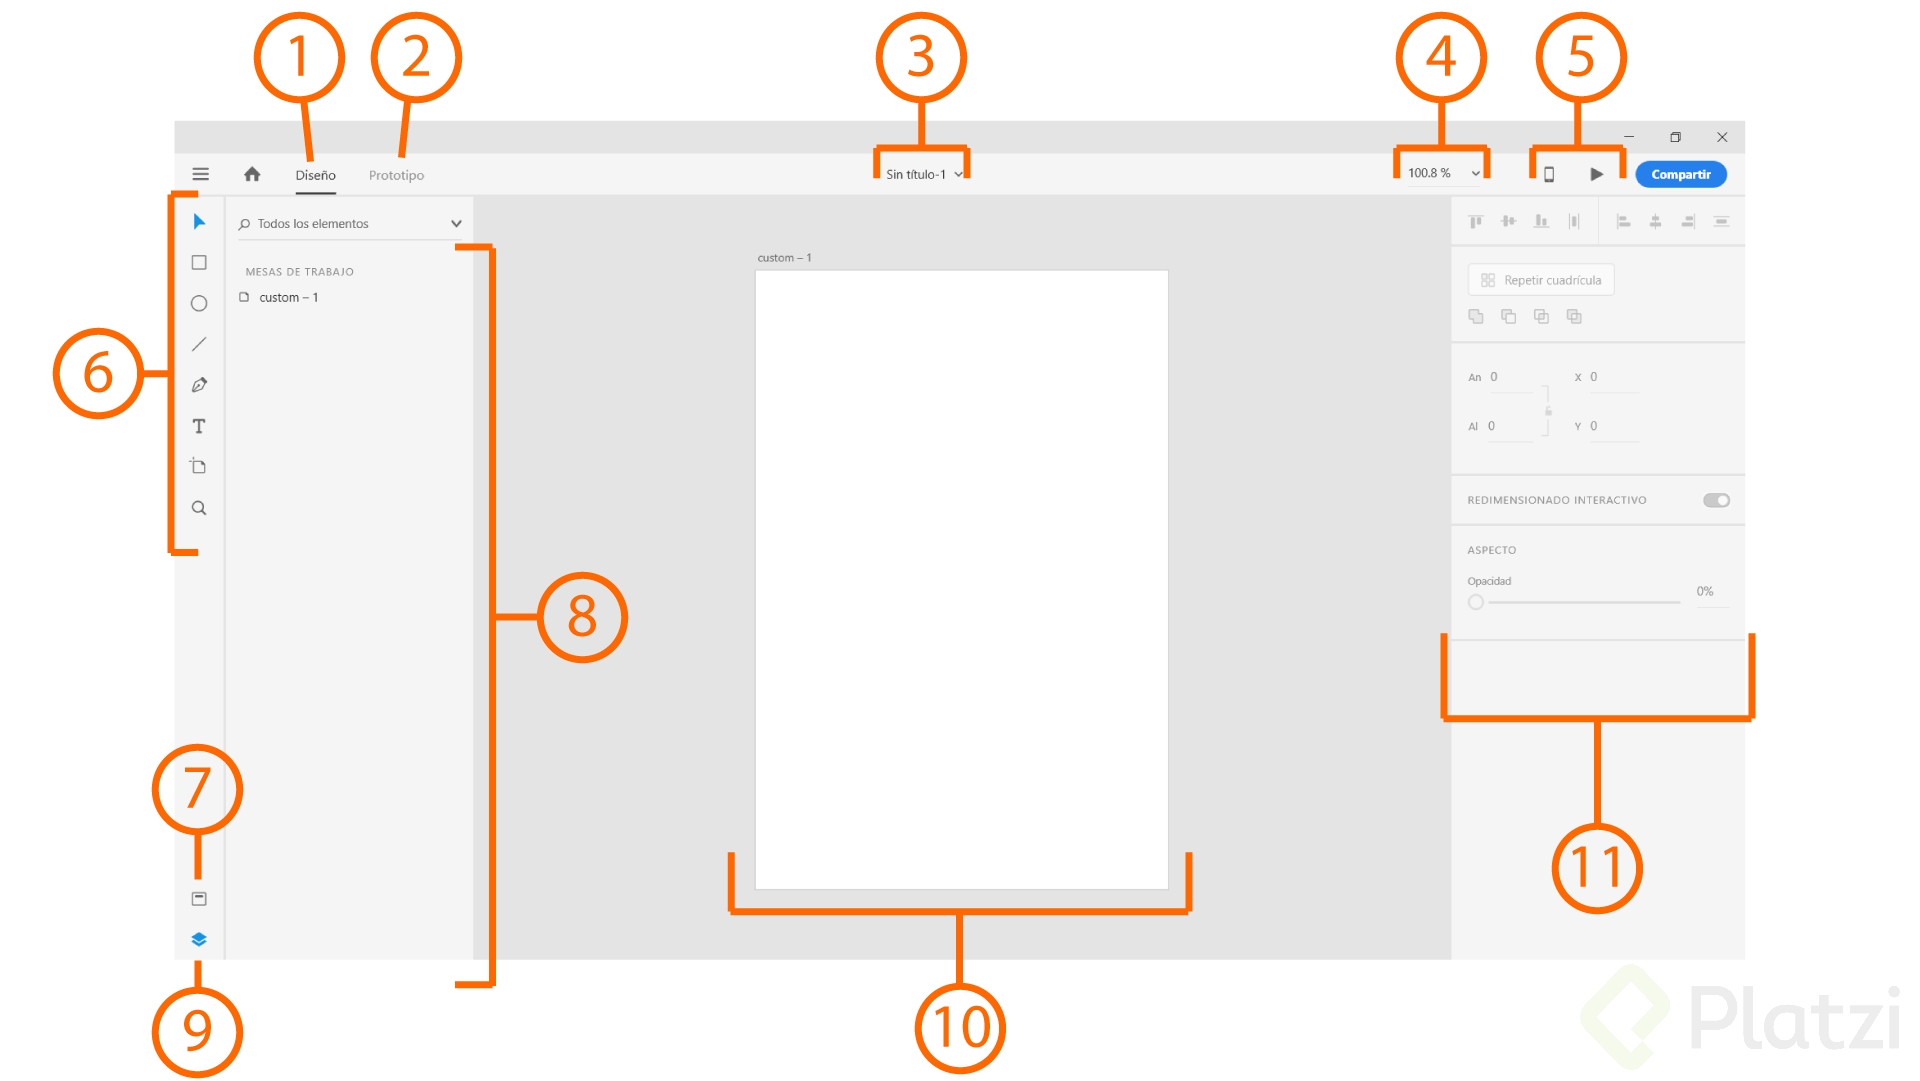 1
2
3
4
5
Diseño
Prototipo
Sin título-1
100.8 %
Compartir
Todos los elementos
MESAS DE TRABAJO
custom – 1
custom – 1
Repetir cuadrícula
An 0
X 0
Al 0
Y 0
REDIMENSIONADO INTERACTIVO
ASPECTO
Opacidad
0%
6
8
7
11
9
10
Platzi